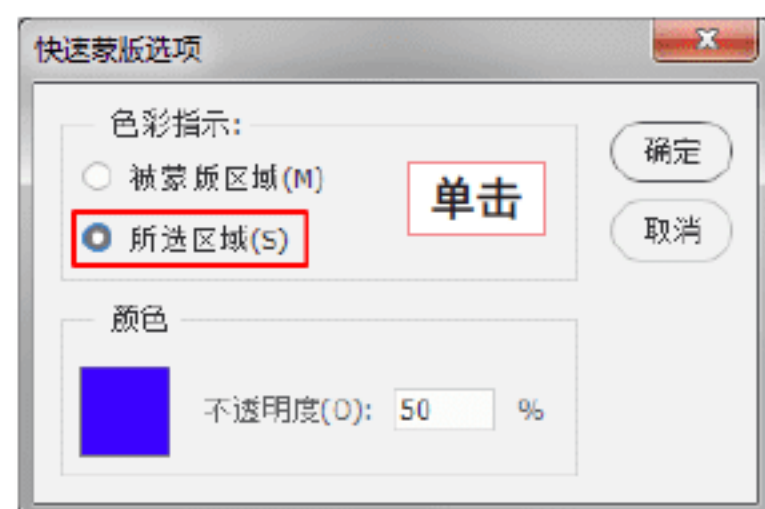 快速蒙版选项
色彩指示:
被蒙版区域(M)
所选区域(S)
单击
确定
取消
颜色
不透明度(O): 50 %